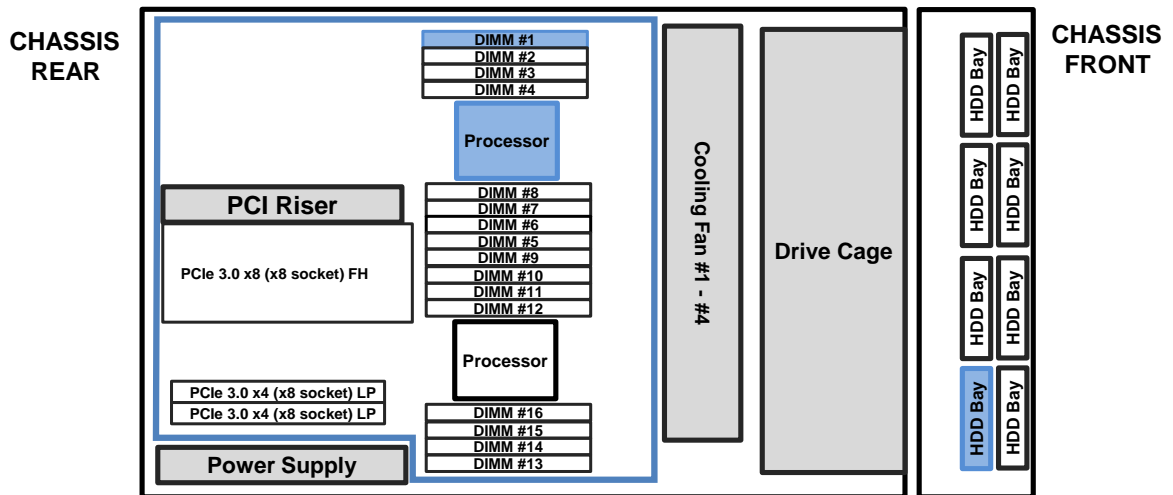 CHASSIS
REAR
DIMM #1
DIMM #2
DIMM #3
DIMM #4
Processor
DIMM #8
DIMM #7
DIMM #6
DIMM #5
DIMM #9
DIMM #10
DIMM #11
DIMM #12
Processor
DIMM #16
DIMM #15
DIMM #14
DIMM #13
PCI Riser
PCIe 3.0 x8 (x8 socket) FH
PCIe 3.0 x4 (x8 socket) LP
PCIe 3.0 x4 (x8 socket) LP
Power Supply
Cooling Fan #1 - #4
Drive Cage
HDD Bay
HDD Bay
HDD Bay
HDD Bay
HDD Bay
HDD Bay
HDD Bay
HDD Bay
CHASSIS
FRONT